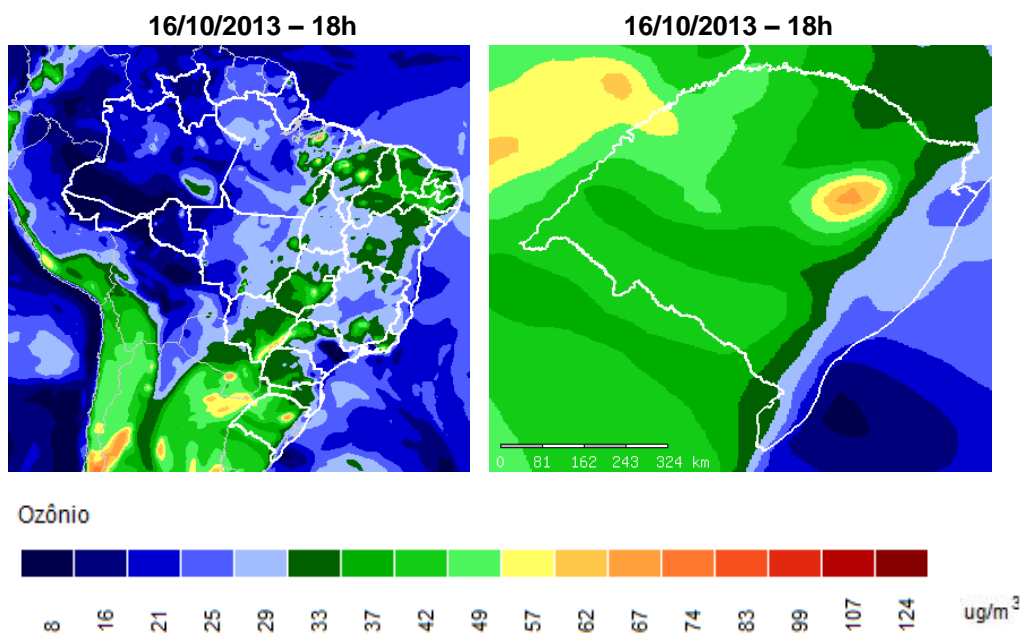 16/10/2013 – 18h
16/10/2013 – 18h
0 81 162 243 324 km
Ozônio
8 16 21 25 29 33 37 42 49 57 62 67 74 83 99 107 124 ug/m³